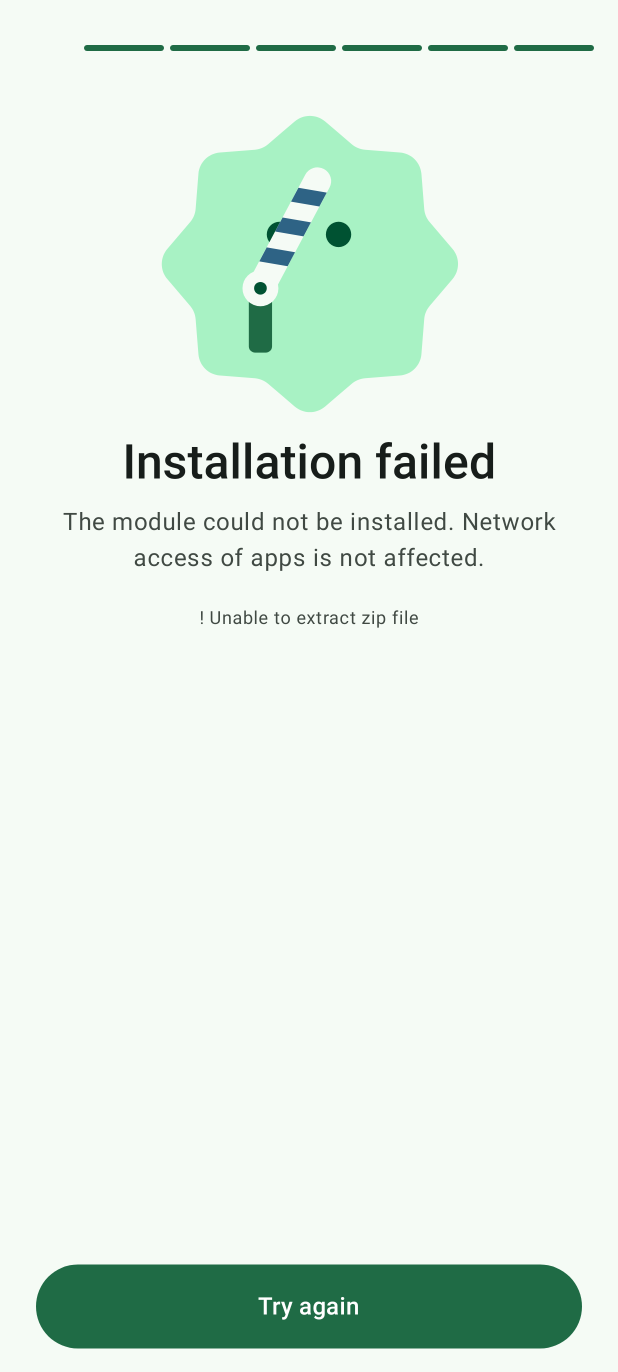 Installation failed
The module could not be installed. Network
access of apps is not affected.
! Unable to extract zip file
Try again